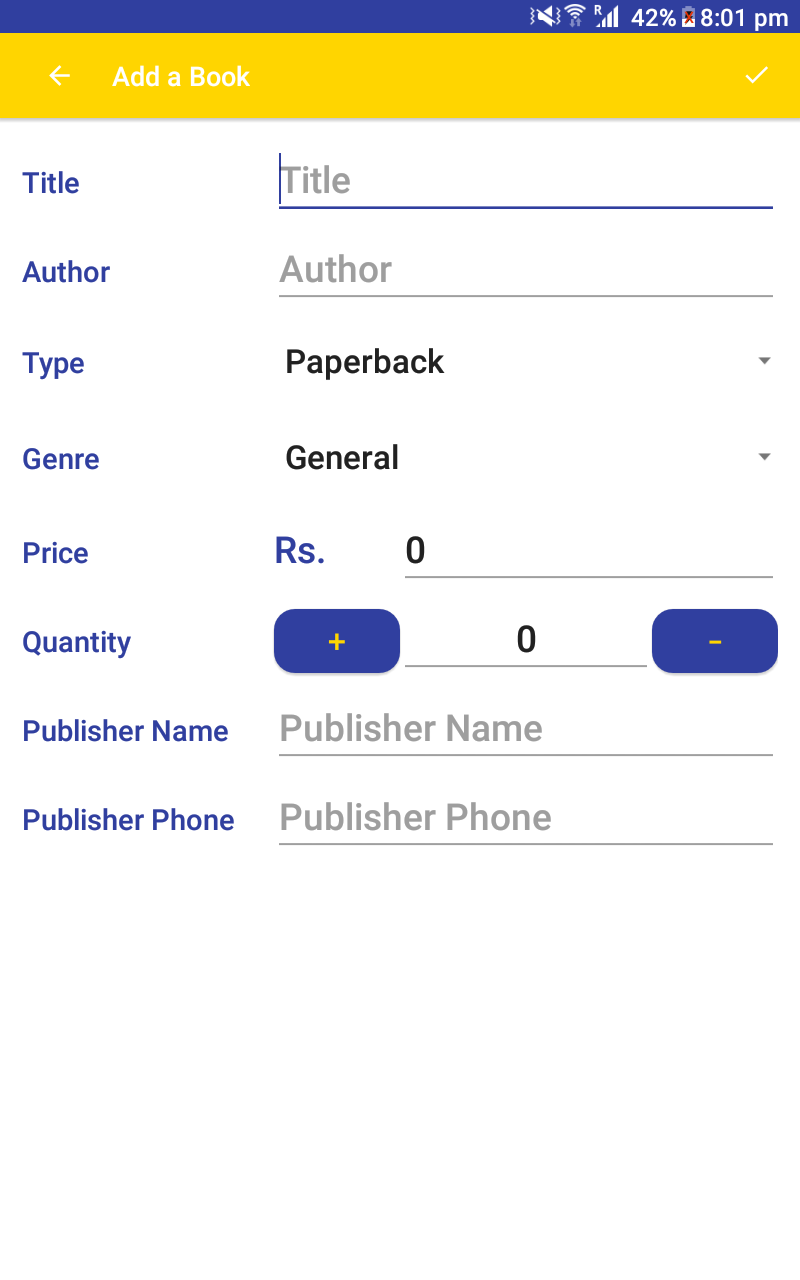 R 42% 8:01 pm
Add a Book
Title Title
Author Author
Type Paperback
Genre General
Price Rs. 0
Quantity + 0 -
Publisher Name Publisher Name
Publisher Phone Publisher Phone